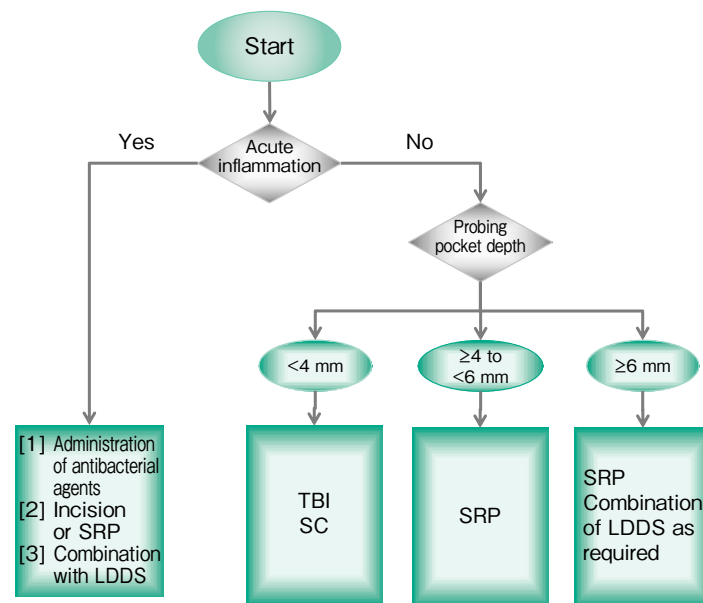 Start
Yes
Acute
inflammation
No
Probing
pocket depth
<4 mm
≥4 to
<6 mm
≥6 mm
[1] Administration
of antibacterial
agents
[2] Incision
or SRP
[3] Combination
with LDDS
TBI
SC
SRP
SRP
Combination
of LDDS as
required